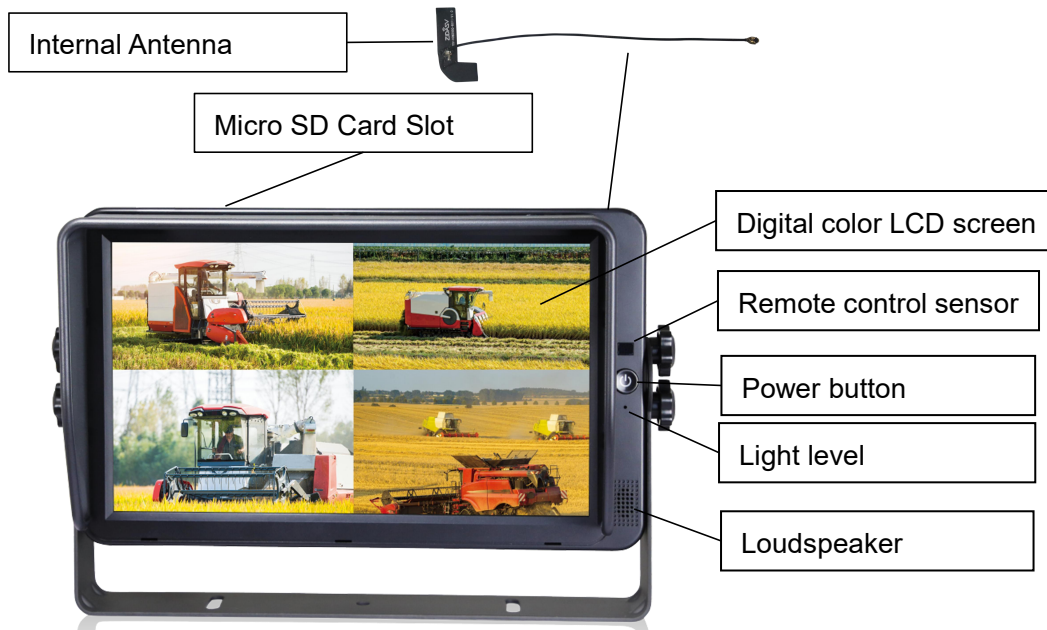 Internal Antenna
Micro SD Card Slot
Digital color LCD screen
Remote control sensor
Power button
Light level
Loudspeaker